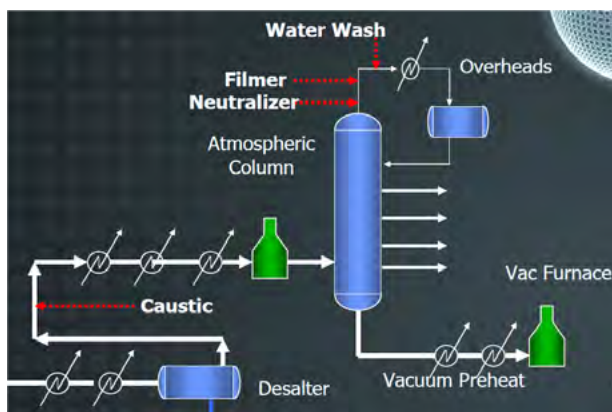 Water Wash
Filmer
Neutralizer
Overheads
Atmospheric
Column
Vac Furnace
Caustic
Desalter
Vacuum Preheat